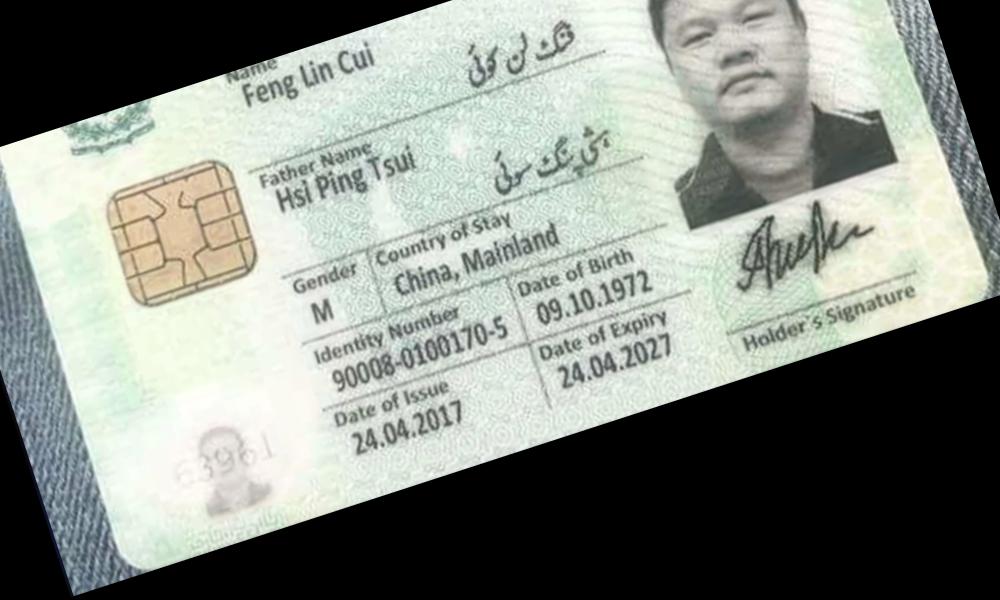 Name
Feng Lin Cui
فنگ لن کوئی
Father Name
Hsi Ping Tsui
ہشی پنگ سوئی
Gender
Country of Stay
M
China, Mainland
Identity Number
Date of Birth
90008-0100170-5
09.10.1972
Date of Issue
Date of Expiry
24.04.2017
24.04.2027
Holder's Signature